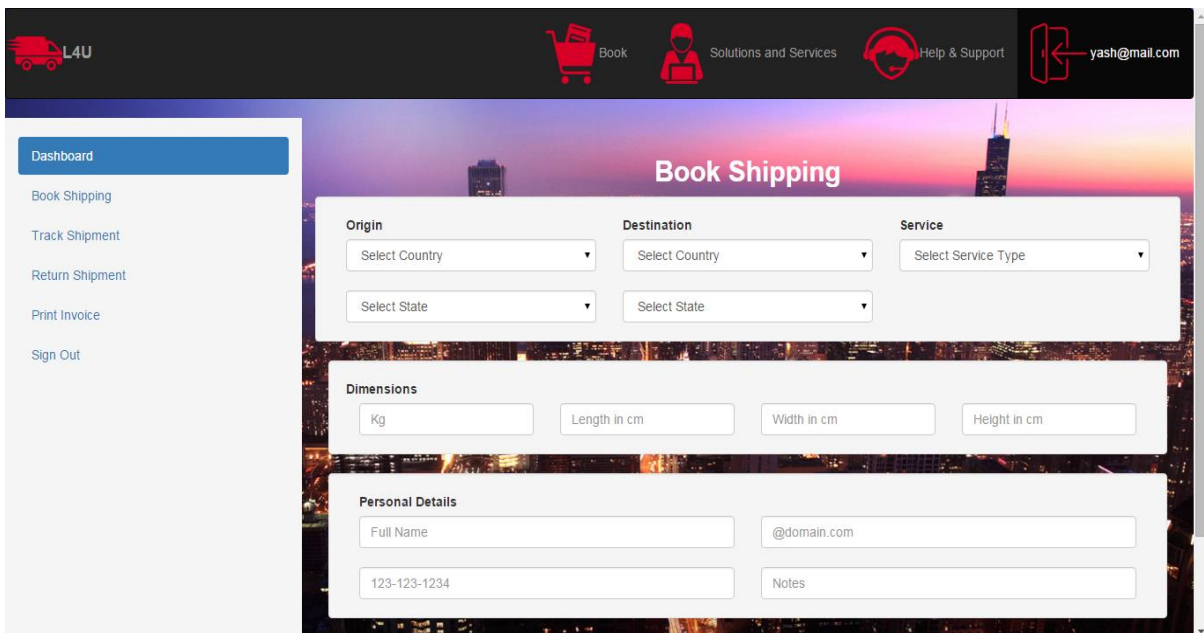 L4U
Book
Solutions and Services
Help & Support
yash@mail.com
Dashboard
Book Shipping
Track Shipment
Return Shipment
Print Invoice
Sign Out
Book Shipping
Origin Destination Service
Select Country Select Country Select Service Type
Select State Select State
Dimensions
Kg Length in cm Width in cm Height in cm
Personal Details
Full Name @domain.com
123-123-1234 Notes